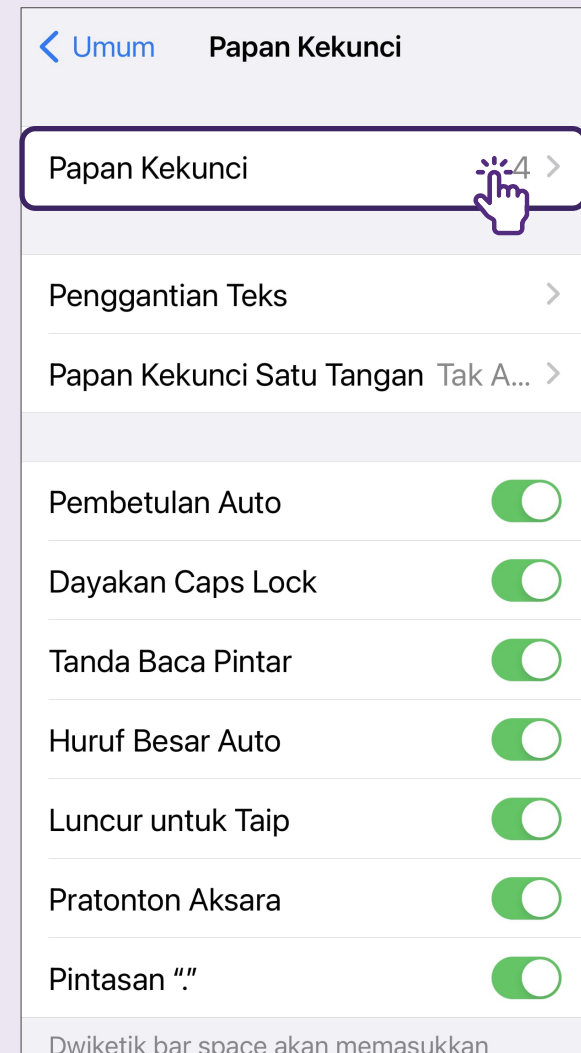 Umum Papan Kekunci
Papan Kekunci 4
Penggantian Teks
Papan Kekunci Satu Tangan Tak A...
Pembetulan Auto
Dayakan Caps Lock
Tanda Baca Pintar
Huruf Besar Auto
Luncur untuk Taip
Pratonton Aksara
Pintasan “.”
Dwiketik bar space akan memasukkan